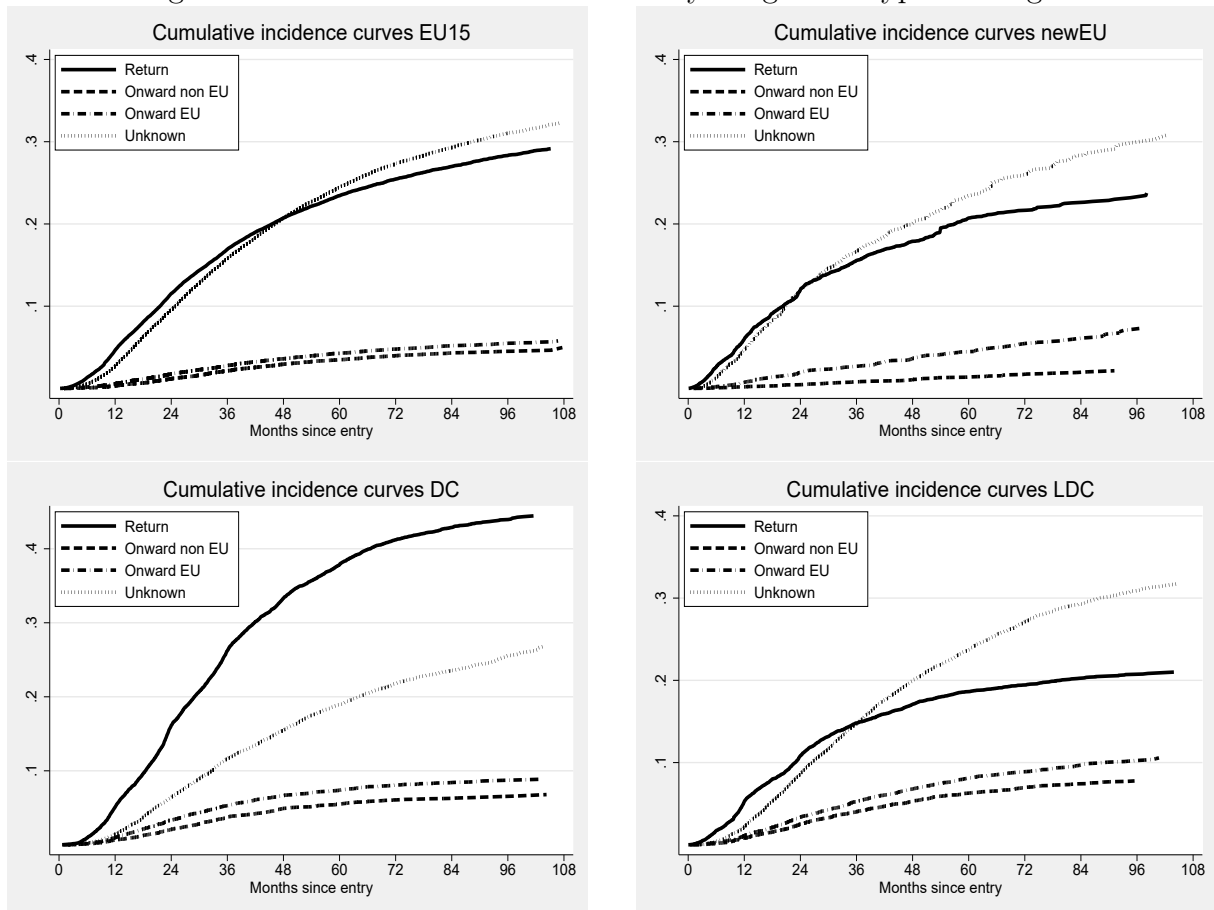 Cumulative incidence curves EU15
.4
.3
.2
.1
Return
Onward non EU
Onward EU
Unknown
0 12 24 36 48 60 72 84 96 108
Months since entry
Cumulative incidence curves newEU
.4
.3
.2
.1
Return
Onward non EU
Onward EU
Unknown
0 12 24 36 48 60 72 84 96 108
Months since entry
Cumulative incidence curves DC
.4
.3
.2
.1
Return
Onward non EU
Onward EU
Unknown
0 12 24 36 48 60 72 84 96 108
Months since entry
Cumulative incidence curves LDC
.4
.3
.2
.1
Return
Onward non EU
Onward EU
Unknown
0 12 24 36 48 60 72 84 96 108
Months since entry